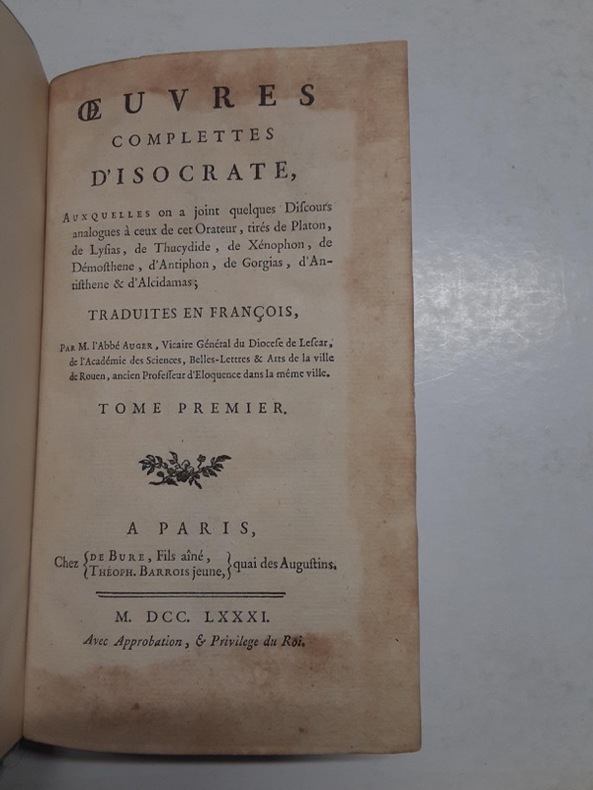 ŒUVRES
COMPLETTES
D'ISOCRATE,
AUXQUELLES on a joint quelques Diſcours
analogues à ceux de cet Orateur, tirés de Platon,
de Lyſias, de Thucydide, de Xénophon, de
Démoſthene, d'Antiphon, de Gorgias, d'An-
tiſthene & d'Alcidamas;
TRADUITES EN FRANÇOIS,
PAR M. l'Abbé AUGER, Vicaire Général du Dioceſe de Leſcar,
de l'Académie des Sciences, Belles-Lettres & Arts de la ville
de Rouen, ancien Profeſſeur d'Eloquence dans la même ville.
TOME PREMIER.
A PARIS,
Chez {DE BURE, Fils aîné,
THÉOPH. BARROIS jeune,} quai des Auguſtins.
M. DCC. LXXXI.
Avec Approbation, & Privilege du Roi.